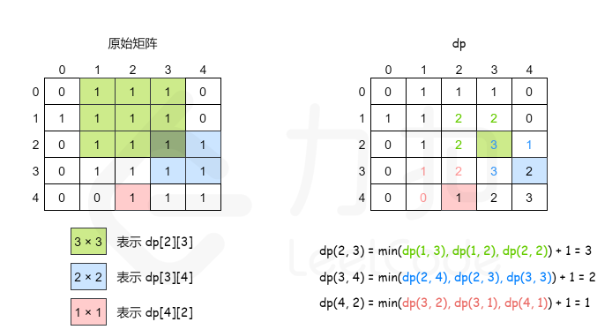 原始矩阵
dp
0 1 2 3 4
0 1 2 3 4
0 0 1 1 1 0
0 0 1 1 1 0
1 1 1 1 1 0
1 1 1 2 2 0
2 0 1 1 1 1
2 0 1 2 3 1
3 0 1 1 1 1
3 0 1 2 3 2
4 0 0 1 1 1
4 0 0 1 2 3
3 × 3 表示 dp[2][3]
2 × 2 表示 dp[3][4]
1 × 1 表示 dp[4][2]
dp(2, 3) = min(dp(1, 3), dp(1, 2), dp(2, 2)) + 1 = 3
dp(3, 4) = min(dp(2, 4), dp(2, 3), dp(3, 3)) + 1 = 2
dp(4, 2) = min(dp(3, 2), dp(3, 1), dp(4, 1)) + 1 = 1
力扣
LeetCode